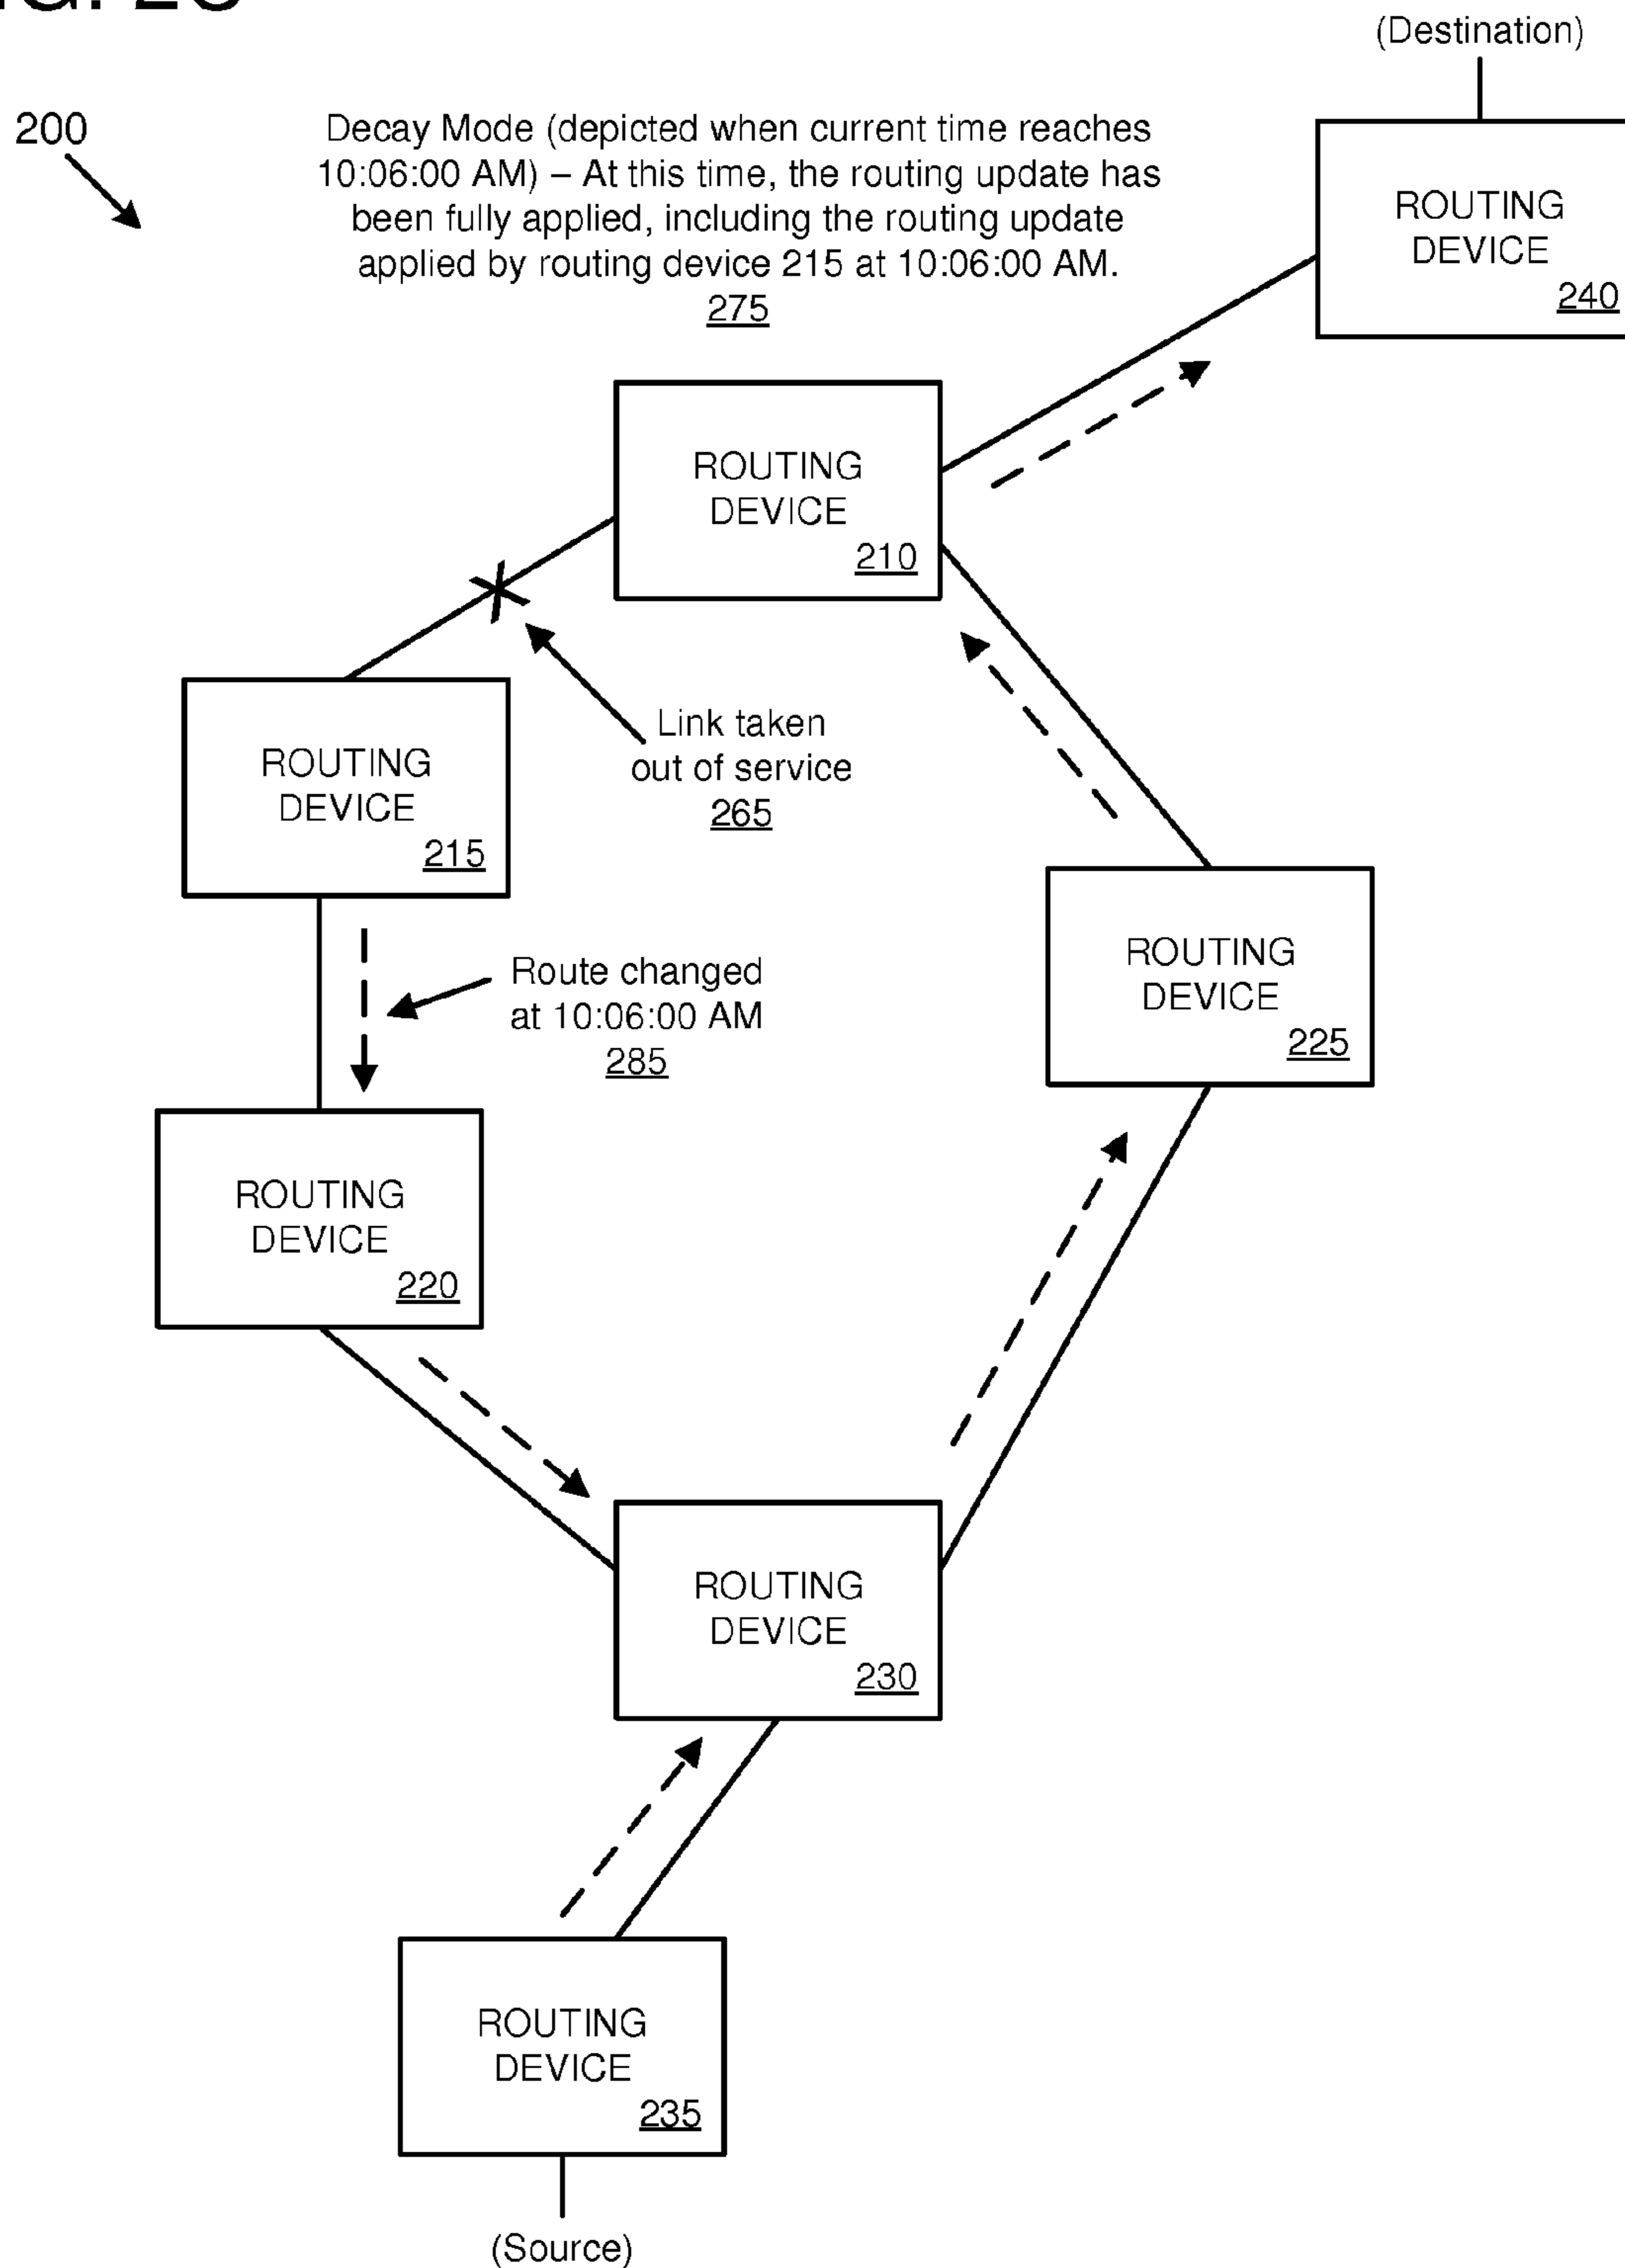 (Destination)
200
Decay Mode (depicted when current time reaches
10:06:00 AM) – At this time, the routing update has
been fully applied, including the routing update
applied by routing device 215 at 10:06:00 AM.
275
ROUTING
DEVICE
240
ROUTING
DEVICE
210
Link taken
out of service
265
ROUTING
DEVICE
215
ROUTING
DEVICE
225
Route changed
at 10:06:00 AM
285
ROUTING
DEVICE
220
ROUTING
DEVICE
230
ROUTING
DEVICE
235
(Source)